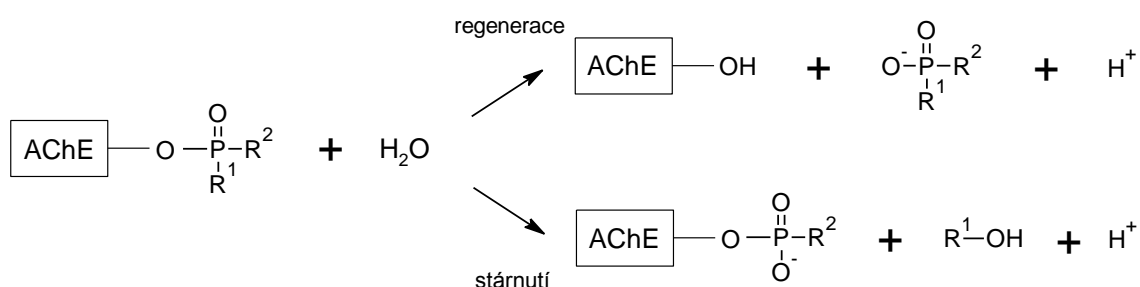 regenerace
AChE OH + O⁻ P O R¹ R² + H⁺
AChE O P O R¹ R² + H₂O
AChE O P O O⁻ R² + R¹ OH + H⁺
stárnutí